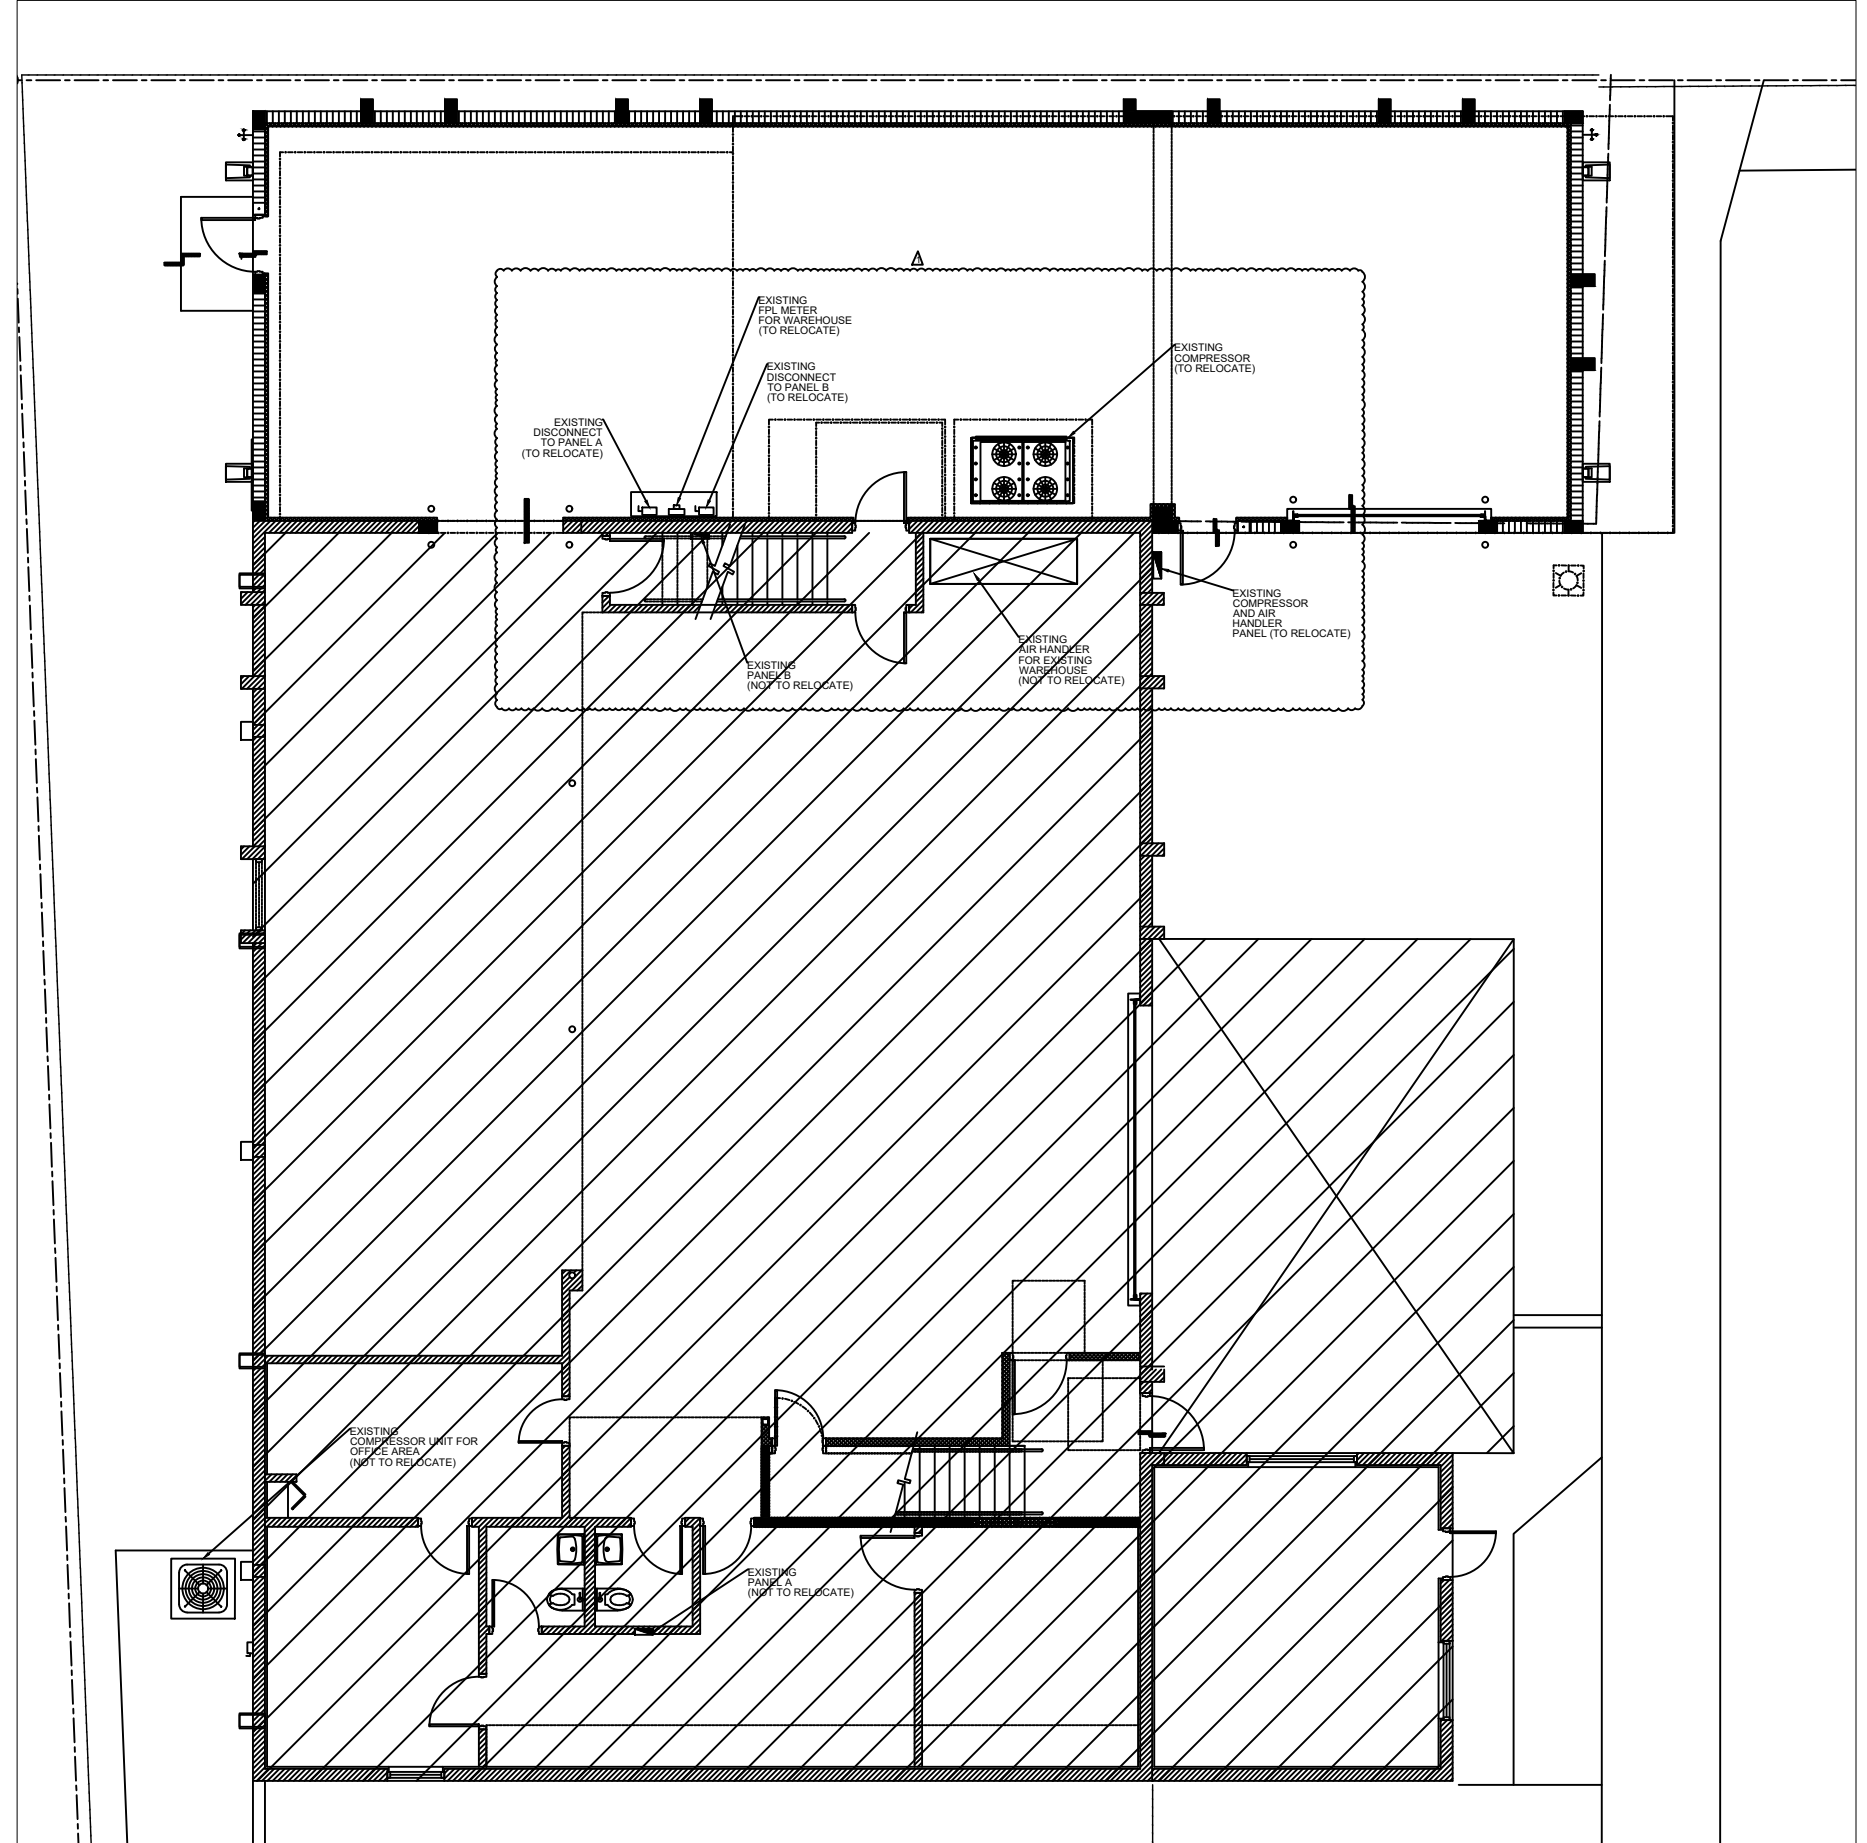 EXISTING
FPL METER
FOR WAREHOUSE
(TO RELOCATE)
EXISTING
DISCONNECT
TO PANEL B
(TO RELOCATE)
EXISTING
COMPRESSOR
(TO RELOCATE)
EXISTING
DISCONNECT
TO PANEL A
(TO RELOCATE)
EXISTING
COMPRESSOR
AND AIR
HANDLER
PANEL (TO RELOCATE)
EXISTING
AIR HANDLER
FOR EXISTING
WAREHOUSE
(NOT TO RELOCATE)
EXISTING
PANEL B
(NOT TO RELOCATE)
EXISTING
COMPRESSOR UNIT FOR
OFFICE AREA
(NOT TO RELOCATE)
EXISTING
PANEL A
(NOT TO RELOCATE)